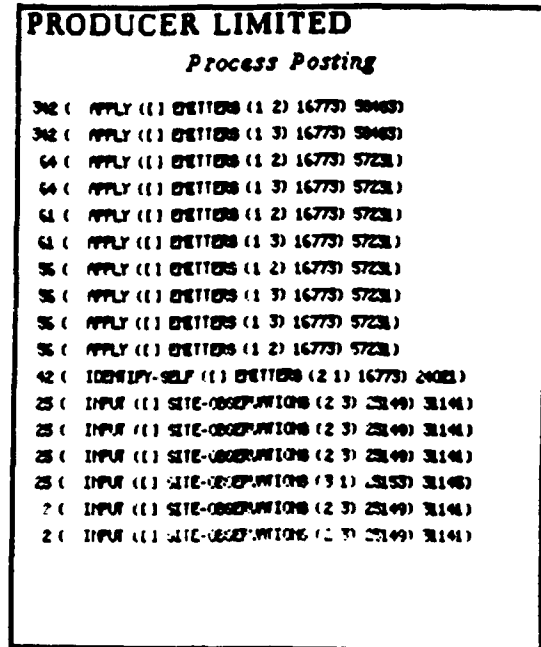 PRODUCER LIMITED
Process Posting
342 ( APPLY ([] EMITTERS (1 2) 16773)
342 ( APPLY ([] EMITTERS (1 3) 16773)
64 ( APPLY ([] EMITTERS (1 2) 16773) 57231)
64 ( APPLY ([] EMITTERS (1 3) 16773) 57231)
61 ( APPLY ([] EMITTERS (1 2) 16773) 57231)
61 ( APPLY ([] EMITTERS (1 3) 16773) 57231)
56 ( APPLY ([] EMITTERS (1 2) 16773) 57231)
56 ( APPLY ([] EMITTERS (1 3) 16773) 57231)
56 ( APPLY ([] EMITTERS (1 3) 16773) 57231)
56 ( APPLY ([] EMITTERS (1 2) 16773) 57231)
42 ( IDENTIFY-SELF ([] EMITTERS (2 1) 16773)
25 ( INPUT ([] SITE-OBSERVATIONS (2 3) 25149) 31141)
25 ( INPUT ([] SITE-OBSERVATIONS (2 3) 25149) 31141)
25 ( INPUT ([] SITE-OBSERVATIONS (2 3) 25149) 31141)
25 ( INPUT ([] SITE-OBSERVATIONS (3 1)
2 ( INPUT ([] SITE-OBSERVATIONS (2 3) 25149) 31141)
2 ( INPUT ([] SITE-OBSERVATIONS (2 3) 25149) 31141)